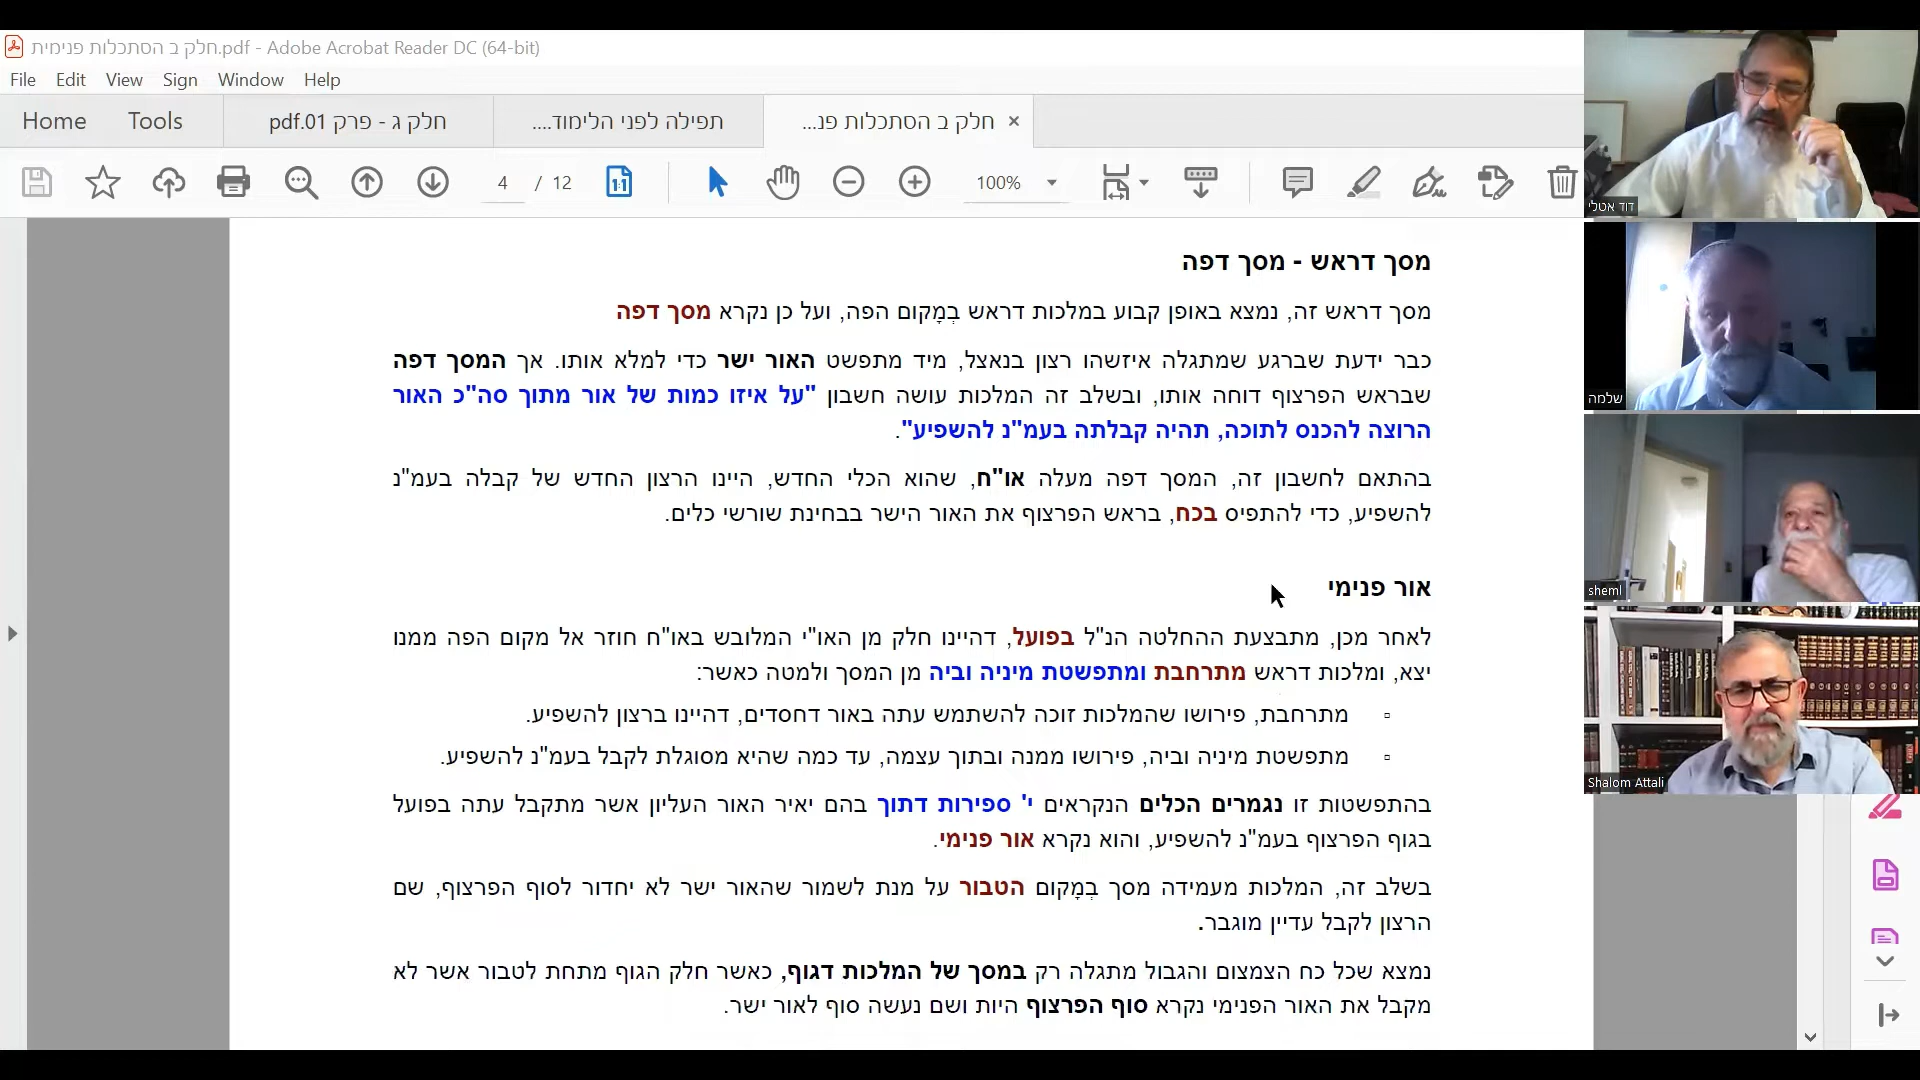 חלק ב הסתכלות פנימית.pdf - Adobe Acrobat Reader DC (64-bit)
File Edit View Sign Window Help
Home Tools חלק ג - פרק 01.pdf תפילה לפני הלימוד.... חלק ב הסתכלות פנ... ×
4 / 12 100%
מסך דראש - מסך דפה
מסך דראש זה, נמצא באופן קבוע במלכות דראש בְּמָקום הפה, ועל כן נקרא מסך דפה
כבר ידעת שברגע שמתגלה איזשהו רצון בנאצל, מיד מתפשט האור ישר כדי למלא אותו. אך המסך דפה
שבראש הפרצוף דוחה אותו, ובשלב זה המלכות עושה חשבון "על איזו כמות של אור מתוך סה"כ האור
הרוצה להכנס לתוכה, תהיה קבלתה בעמ"נ להשפיע".
בהתאם לחשבון זה, המסך דפה מעלה או"ח, שהוא הכלי החדש, היינו הרצון החדש של קבלה בעמ"נ
להשפיע, כדי להתפיס בכח, בראש הפרצוף את האור הישר בבחינת שורשי כלים.
אור פנימי
לאחר מכן, מתבצעת ההחלטה הנ"ל בפועל, דהיינו חלק מן האו"י המלובש באו"ח חוזר אל מקום הפה ממנו
יצא, ומלכות דראש מתרחבת ומתפשטת מיניה וביה מן המסך ולמטה כאשר:
▫ מתרחבת, פירושו שהמלכות זוכה להשתמש עתה באור דחסדים, דהיינו ברצון להשפיע.
▫ מתפשטת מיניה וביה, פירושו ממנה ובתוך עצמה, עד כמה שהיא מסוגלת לקבל בעמ"נ להשפיע.
בהתפשטות זו נגמרים הכלים הנקראים י' ספירות דתוך בהם יאיר האור העליון אשר מתקבל עתה בפועל
בגוף הפרצוף בעמ"נ להשפיע, והוא נקרא אור פנימי.
בשלב זה, המלכות מעמידה מסך בְּמָקום הטבור על מנת לשמור שהאור ישר לא יחדור לסוף הפרצוף, שם
הרצון לקבל עדיין מוגבר.
נמצא שכל כח הצמצום והגבול מתגלה רק במסך של המלכות דגוף, כאשר חלק הגוף מתחת לטבור אשר לא
מקבל את האור הפנימי נקרא סוף הפרצוף היות ושם נעשה סוף לאור ישר.
דוד אטלי
שלמה
sheml
Shalom Attali